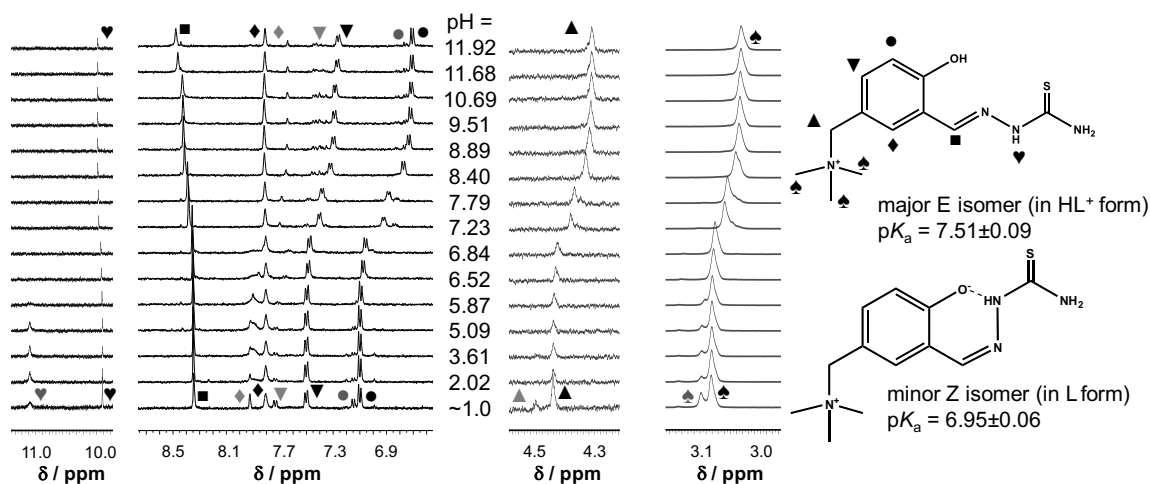 pH =
11.92
11.68
10.69
9.51
8.89
8.40
7.79
7.23
6.84
6.52
5.87
5.09
3.61
2.02
~1.0
11.0 10.0
δ / ppm
8.5 8.1 7.7 7.3 6.9
δ / ppm
4.5 4.3
δ / ppm
3.1 3.0
δ / ppm
OH
S
N
N
H
NH₂
N⁺
major E isomer (in HL⁺ form)
pKₐ = 7.51±0.09
S
O⁻
HN
NH₂
N
N⁺
minor Z isomer (in L form)
pKₐ = 6.95±0.06